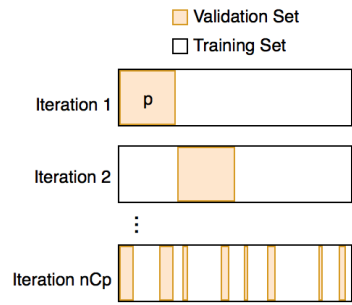 Validation Set
Training Set
Iteration 1
p
Iteration 2
...
Iteration nCp